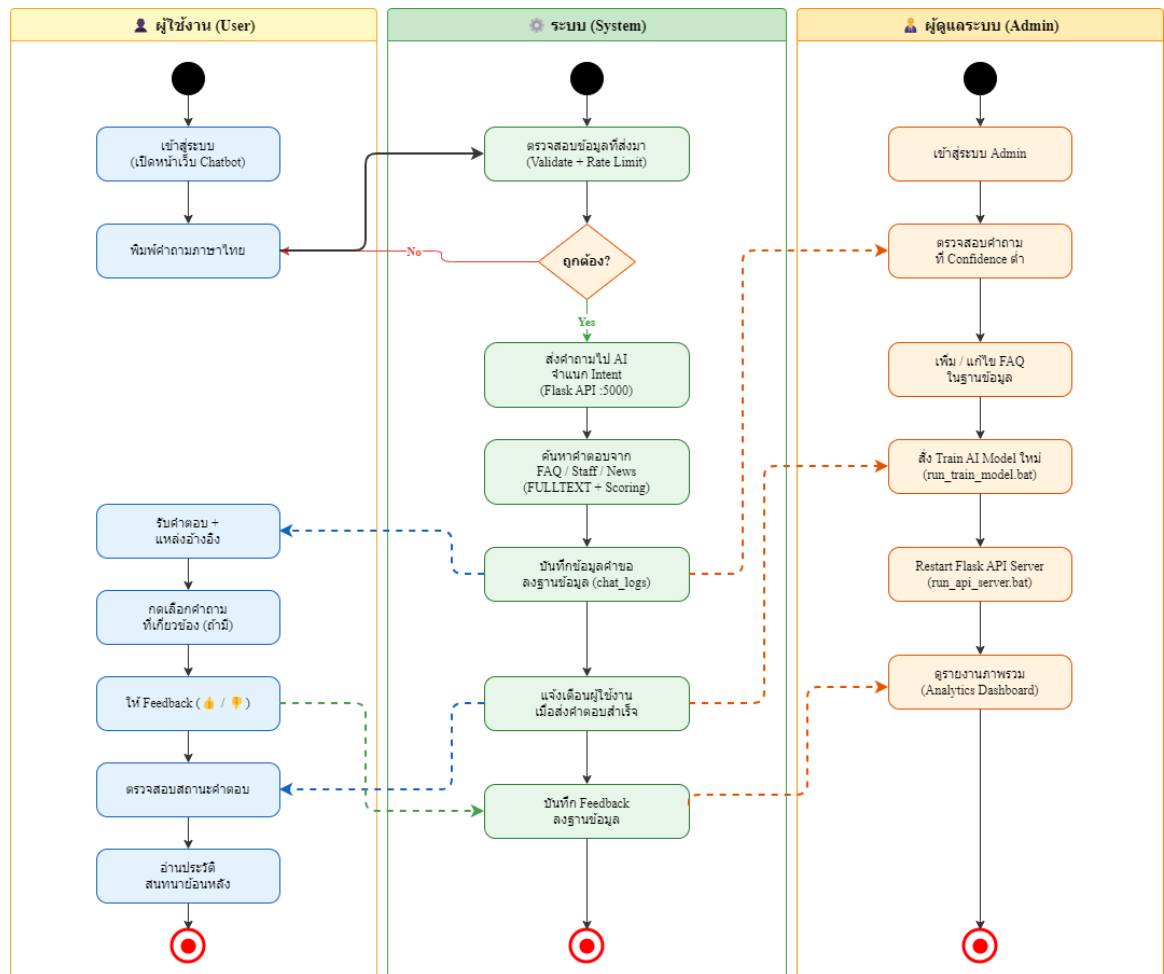 👤 ผู้ใช้งาน (User)
เข้าสู่ระบบ
(เปิดหน้าเว็บ Chatbot)
พิมพ์คำถามภาษาไทย
รับคำตอบ +
แหล่งอ้างอิง
กดเลือกคำถาม
ที่เกี่ยวข้อง (ถ้ามี)
ให้ Feedback (👍 / 👎)
ตรวจสอบสถานะคำตอบ
อ่านประวัติ
สนทนาย้อนหลัง
⚙️ ระบบ (System)
ตรวจสอบข้อมูลที่ส่งมา
(Validate + Rate Limit)
ถูกต้อง?
No
Yes
ส่งคำถามไป AI
จำแนก Intent
(Flask API :5000)
ค้นหาคำตอบจาก
FAQ / Staff / News
(FULLTEXT + Scoring)
บันทึกข้อมูลคำขอ
ลงฐานข้อมูล (chat_logs)
แจ้งเตือนผู้ใช้งาน
เมื่อส่งคำตอบสำเร็จ
บันทึก Feedback
ลงฐานข้อมูล
👨‍💼 ผู้ดูแลระบบ (Admin)
เข้าสู่ระบบ Admin
ตรวจสอบคำถาม
ที่ Confidence ต่ำ
เพิ่ม / แก้ไข FAQ
ในฐานข้อมูล
สั่ง Train AI Model ใหม่
(run_train_model.bat)
Restart Flask API Server
(run_api_server.bat)
ดูรายงานภาพรวม
(Analytics Dashboard)